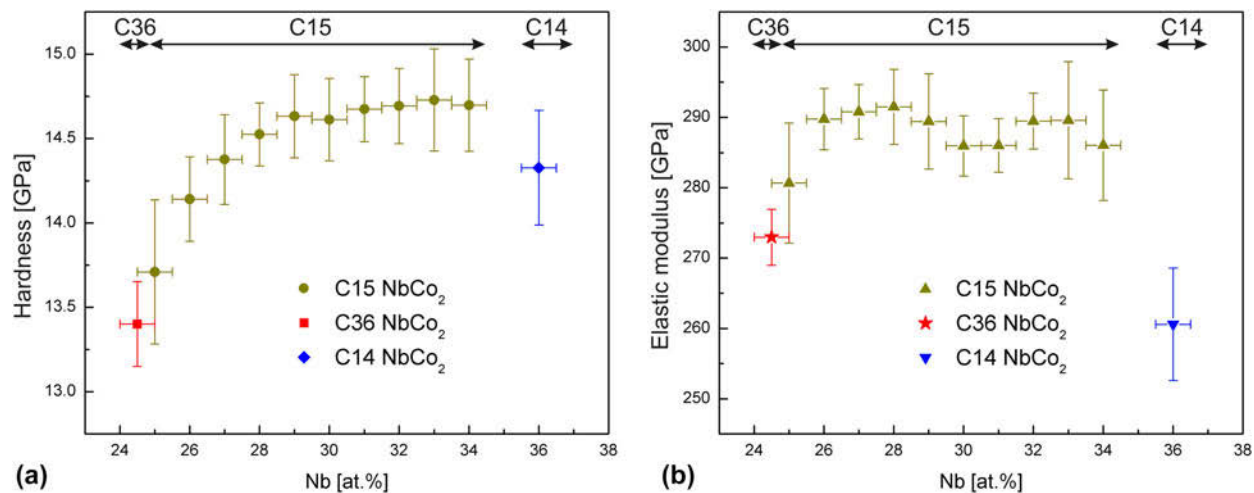 C36 C15 C14
15.0
14.5
14.0
13.5
13.0
Hardness [GPa]
C15 NbCo₂
C36 NbCo₂
C14 NbCo₂
24 26 28 30 32 34 36 38
(a) Nb [at.%]
C36 C15 C14
300
290
280
270
260
250
Elastic modulus [GPa]
C15 NbCo₂
C36 NbCo₂
C14 NbCo₂
24 26 28 30 32 34 36 38
(b) Nb [at.%]